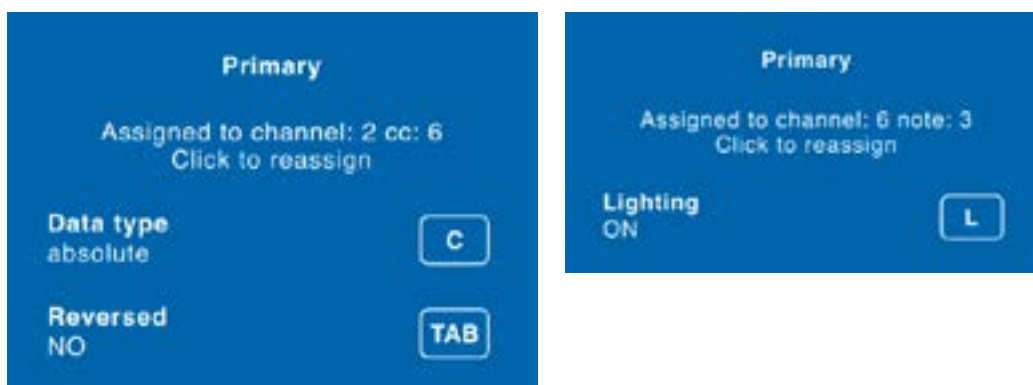 Primary
Assigned to channel: 2 cc: 6
Click to reassign
Data type
absolute
C
Reversed
NO
TAB
Primary
Assigned to channel: 6 note: 3
Click to reassign
Lighting
ON
L